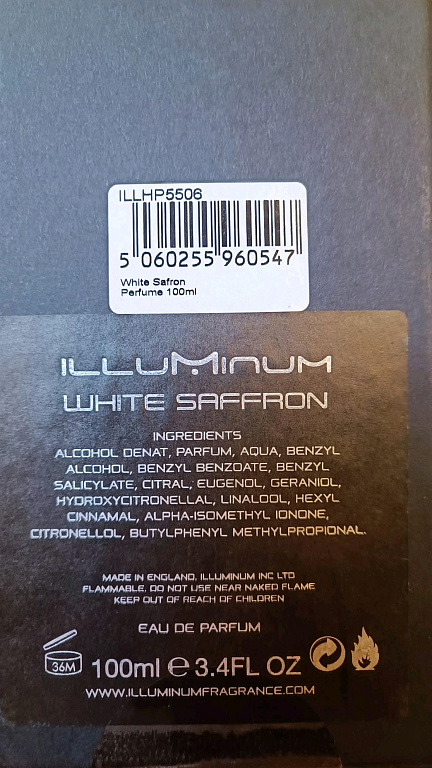 ILLHP5506
5 060255 960547
White Safron
Perfume 100ml
ILLUMINUM
WHITE SAFFRON
INGREDIENTS
ALCOHOL DENAT, PARFUM, AQUA, BENZYL
ALCOHOL, BENZYL BENZOATE, BENZYL
SALICYLATE, CITRAL, EUGENOL, GERANIOL,
HYDROXYCITRONELLAL, LINALOOL, HEXYL
CINNAMAL, ALPHA-ISOMETHYL IONONE,
CITRONELLOL, BUTYLPHENYL METHYLPROPIONAL.
MADE IN ENGLAND, ILLUMINUM INC LTD
FLAMMABLE. DO NOT USE NEAR NAKED FLAME
KEEP OUT OF REACH OF CHILDREN
EAU DE PARFUM
36M 100ml ℮ 3.4FL OZ
WWW.ILLUMINUMFRAGRANCE.COM